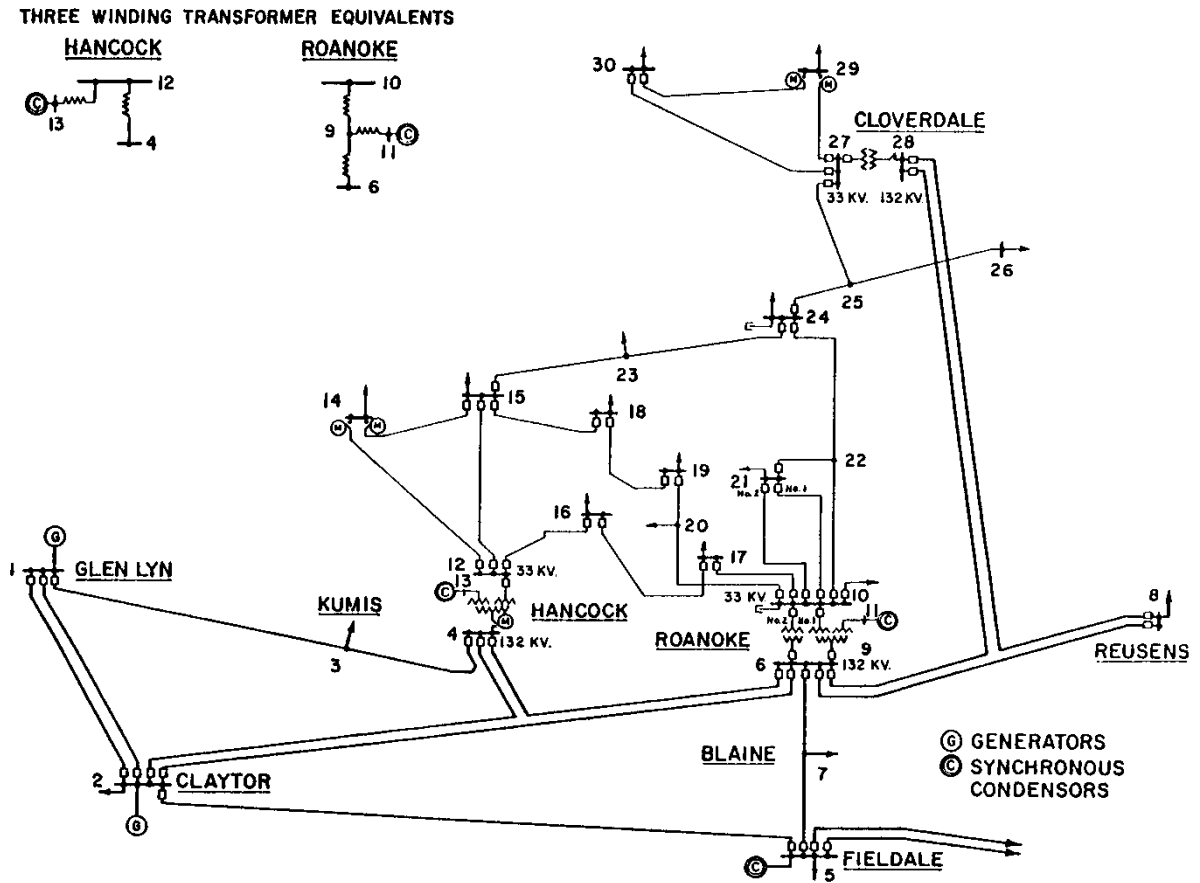 THREE WINDING TRANSFORMER EQUIVALENTS
HANCOCK
ROANOKE
12
C
13
4
10
9
C
11
6
30
29
M
M
CLOVERDALE
27
28
33 KV.
132 KV.
26
25
24
23
14
15
18
M
M
22
19
21
No. 2
No. 1
16
20
17
G
1
GLEN LYN
12
33 KV.
13
C
KUMIS
HANCOCK
M
4
132 KV.
3
33 KV
10
No. 2
No. 1
11
C
ROANOKE
9
6
132 KV.
8
REUSENS
BLAINE
7
G GENERATORS
C SYNCHRONOUS
CONDENSORS
2
CLAYTOR
G
C
5
FIELDALE